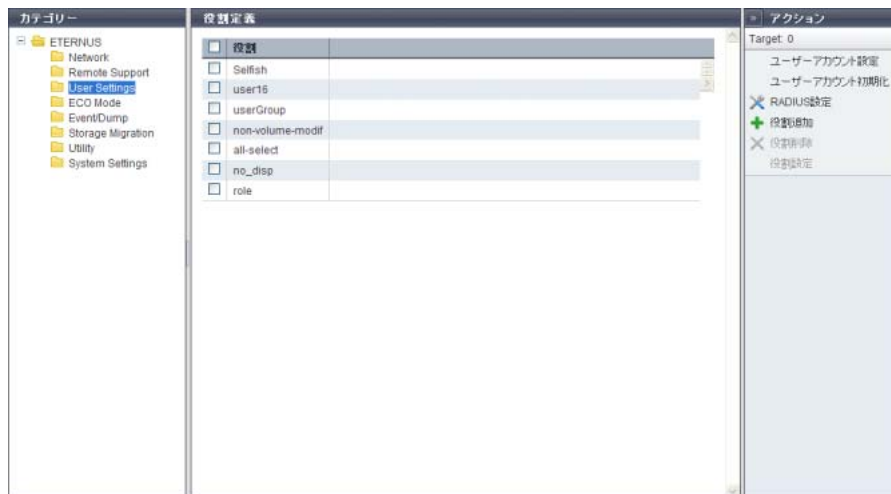 カテゴリー
ETERNUS
Network
Remote Support
User Settings
ECO Mode
Event/Dump
Storage Migration
Utility
System Settings
役割定義
役割
Selfish
user16
userGroup
non-volume-modif
all-select
no_disp
role
アクション
Target: 0
ユーザーアカウント設定
ユーザーアカウント初期化
RADIUS設定
役割追加
役割削除
役割設定